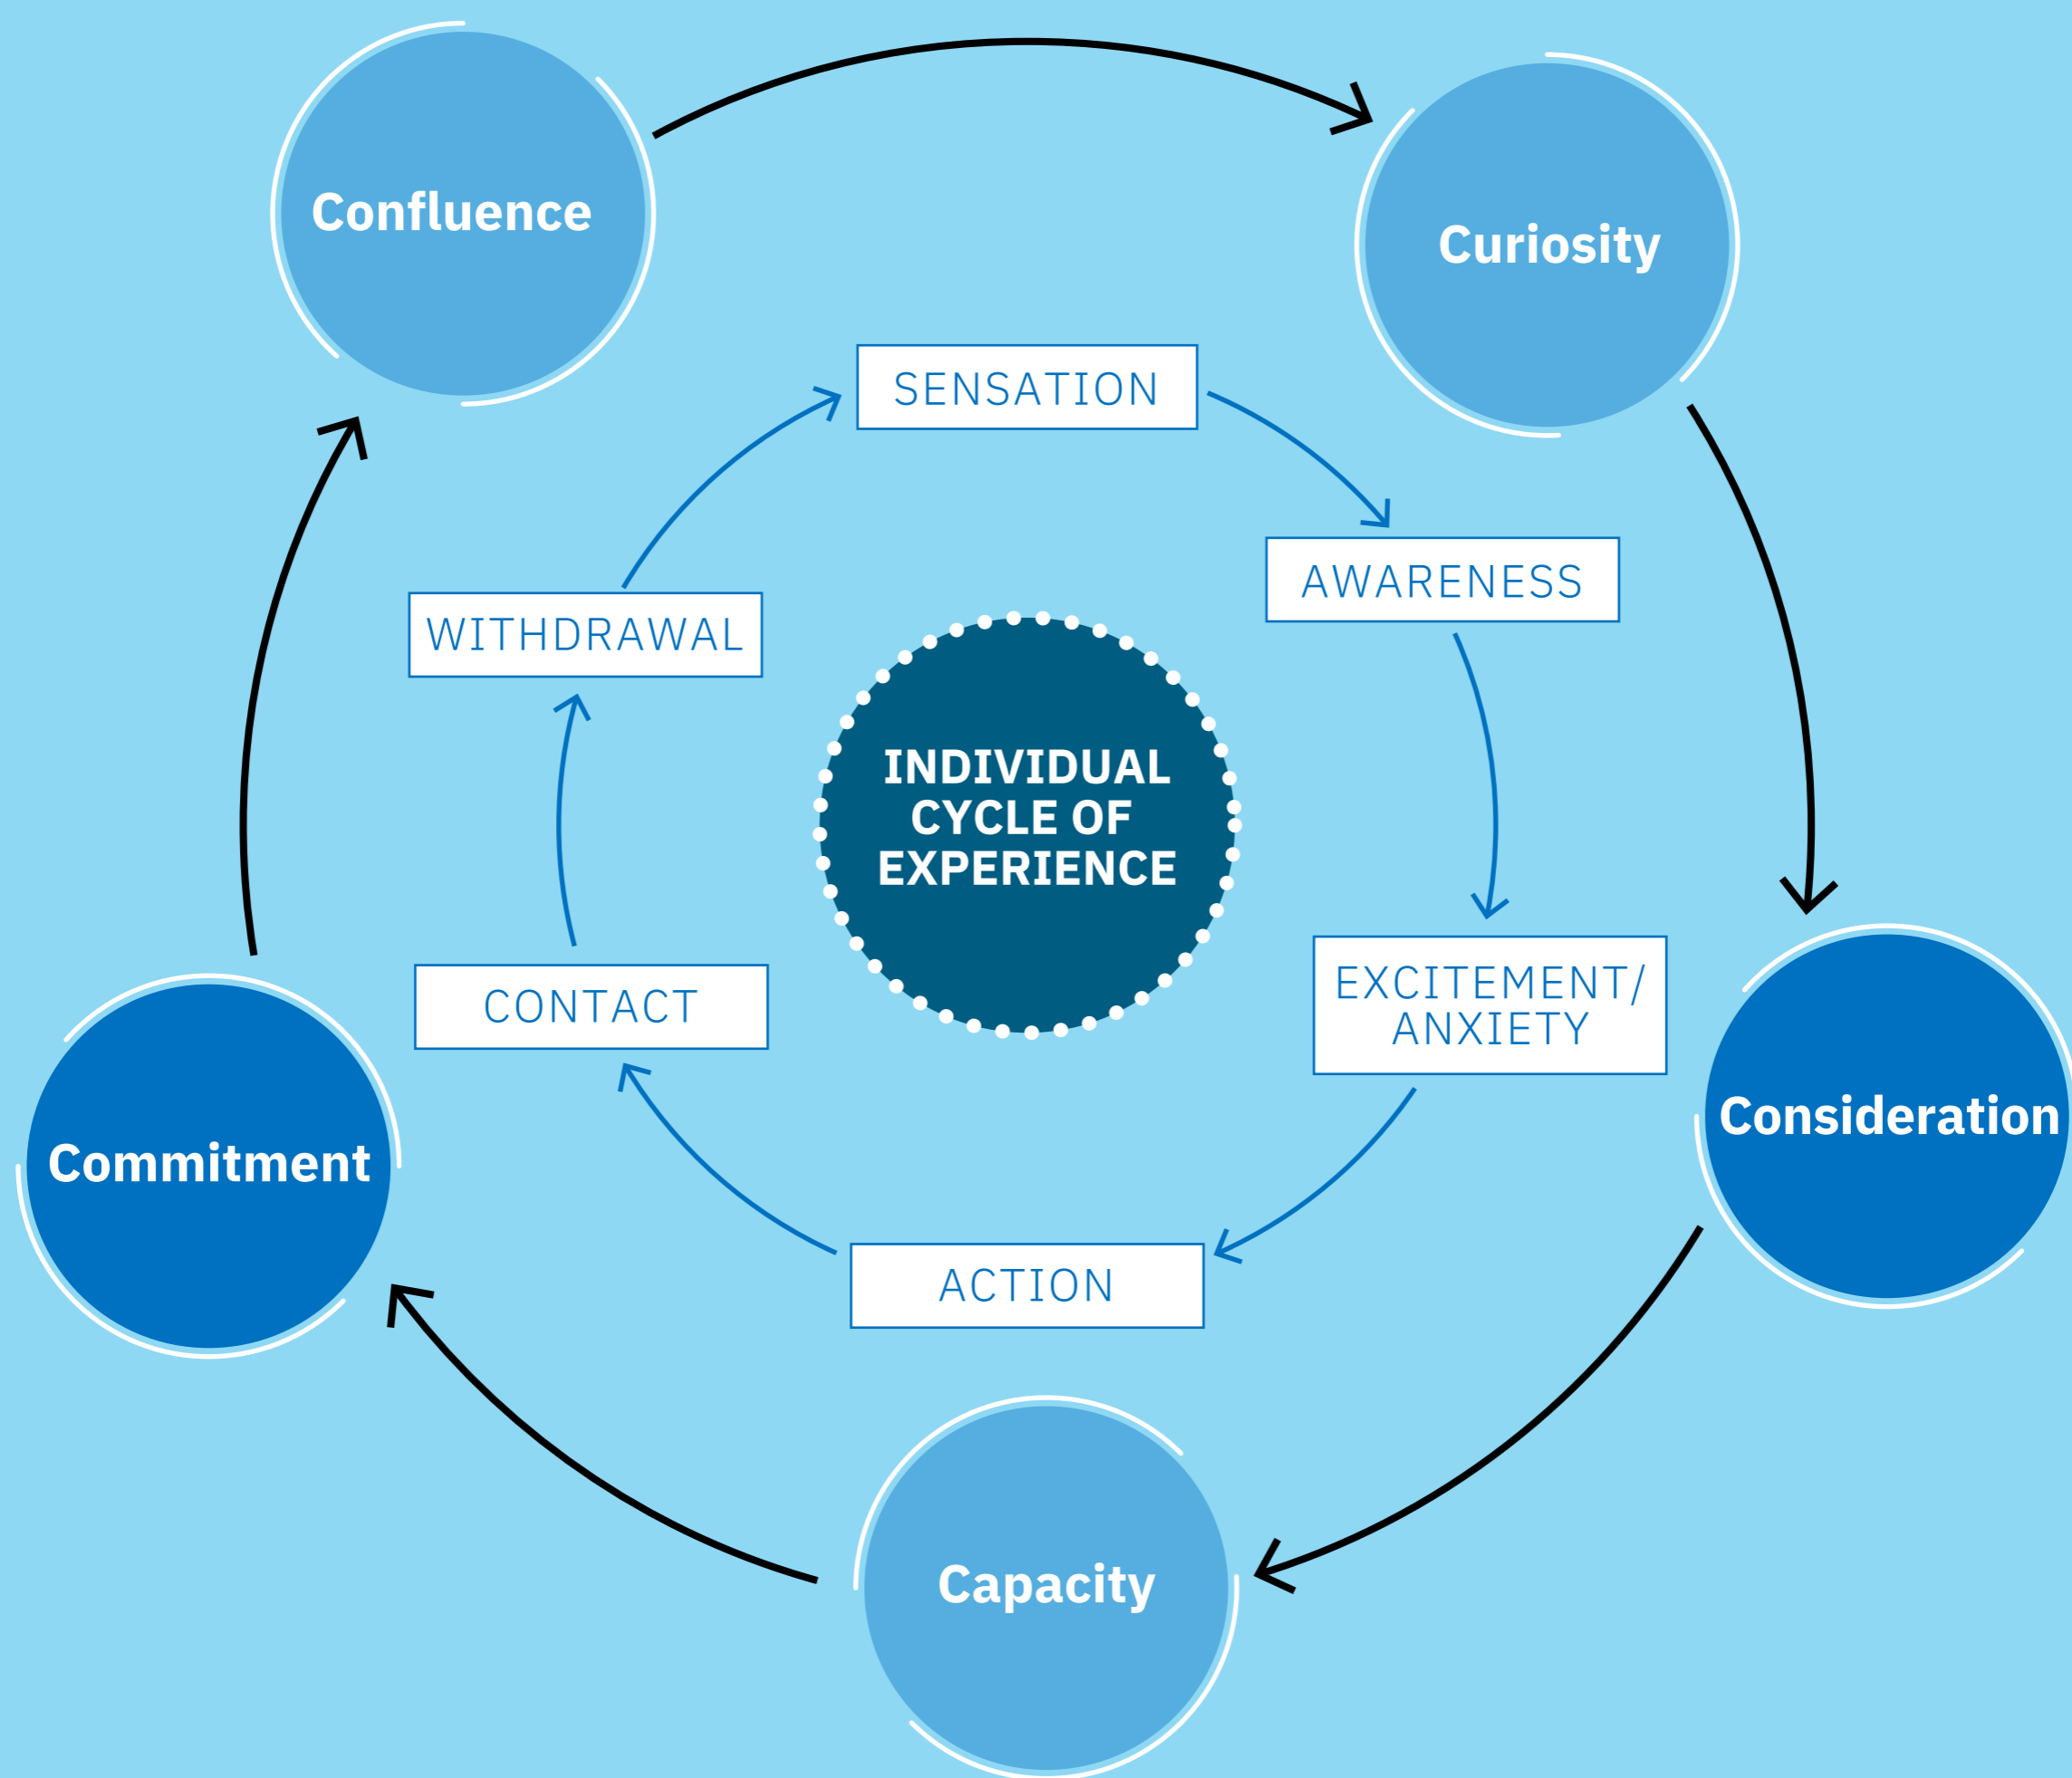 Confluence
Curiosity
SENSATION
AWARENESS
WITHDRAWAL
INDIVIDUAL
CYCLE OF
EXPERIENCE
EXCITEMENT/
ANXIETY
CONTACT
Consideration
Commitment
ACTION
Capacity